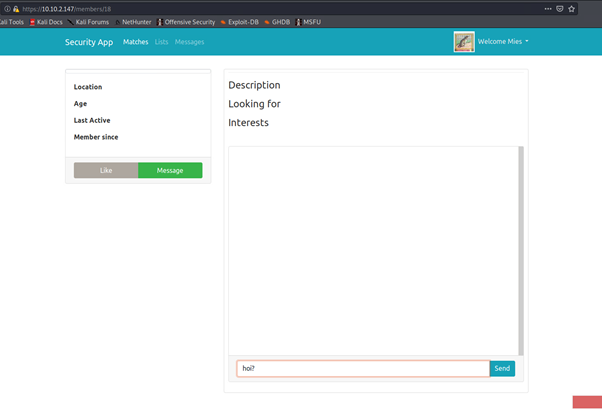 https://10.10.2.147/members/18
Kali Tools Kali Docs Kali Forums NetHunter Offensive Security Exploit-DB GHDB MSFU
Security App Matches Lists Messages Welcome Mies
Location
Age
Last Active
Member since
Like Message
Description
Looking for
Interests
hoi?
Send